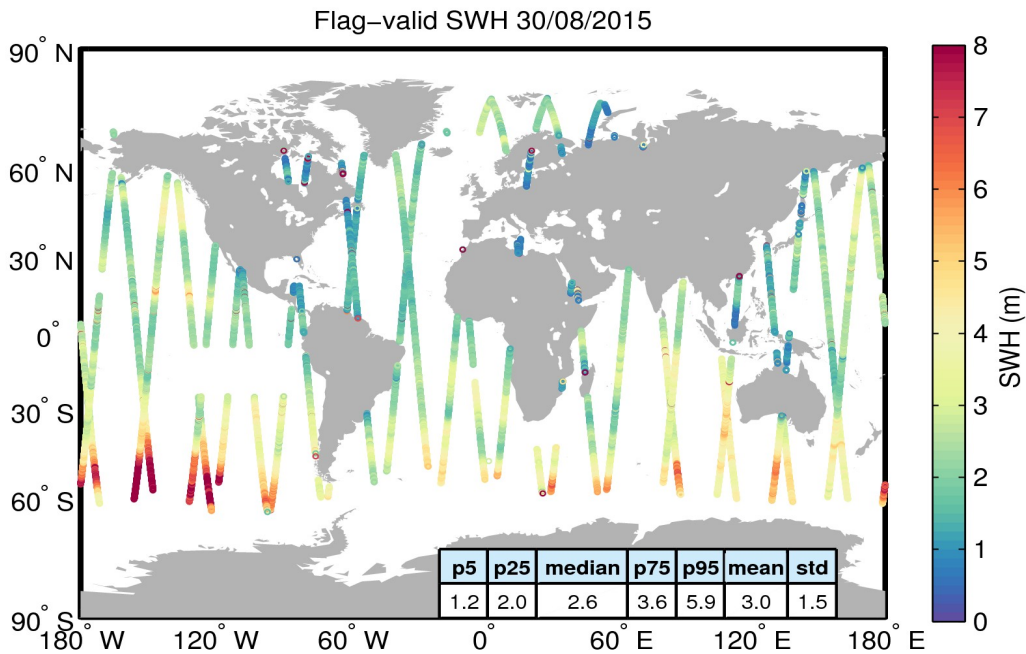 Flag−valid SWH 30/08/2015
90° N
60° N
30° N
0°
30° S
60° S
90° S
180° W
120° W
60° W
0°
60° E
120° E
180° E
p5 p25 median p75 p95 mean std
1.2 2.0 2.6 3.6 5.9 3.0 1.5
8
7
6
5
4
3
2
1
0
SWH (m)